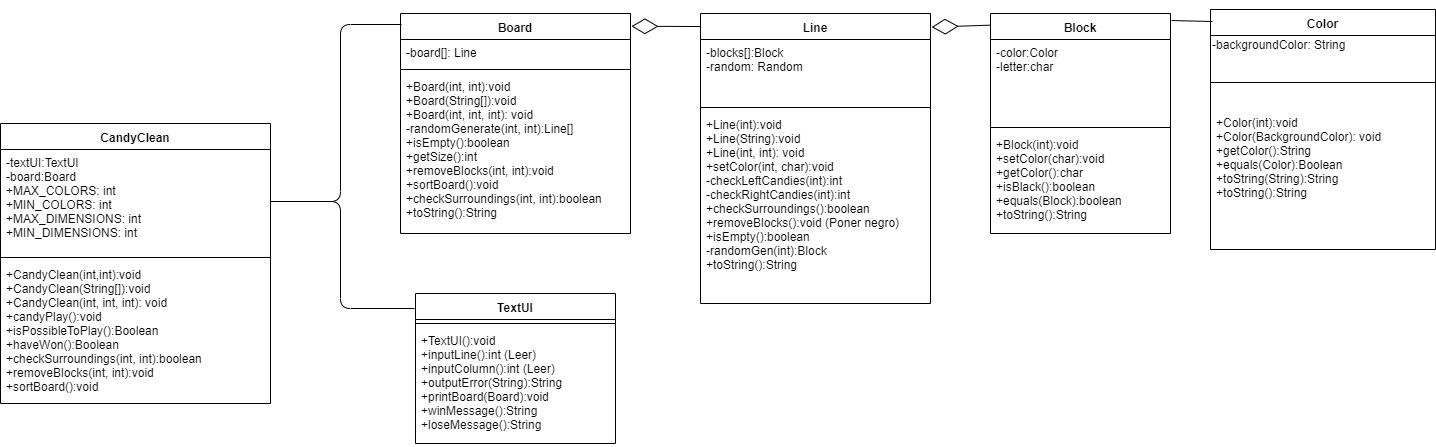 CandyClean
-textUI:TextUI
-board:Board
+MAX_COLORS: int
+MIN_COLORS: int
+MAX_DIMENSIONS: int
+MIN_DIMENSIONS: int
+CandyClean(int,int):void
+CandyClean(String[]):void
+CandyClean(int, int, int): void
+candyPlay():void
+isPossibleToPlay():Boolean
+haveWon():Boolean
+checkSurroundings(int, int):boolean
+removeBlocks(int, int):void
+sortBoard():void
Board
-board[]: Line
+Board(int, int):void
+Board(String[]):void
+Board(int, int, int): void
-randomGenerate(int, int):Line[]
+isEmpty():boolean
+getSize():int
+removeBlocks(int, int):void
+sortBoard():void
+checkSurroundings(int, int):boolean
+toString():String
TextUI
+TextUI():void
+inputLine():int (Leer)
+inputColumn():int (Leer)
+outputError(String):String
+printBoard(Board):void
+winMessage():String
+loseMessage():String
Line
-blocks[]:Block
-random: Random
+Line(int):void
+Line(String):void
+Line(int, int): void
+setColor(int, char):void
-checkLeftCandies(int):int
-checkRightCandies(int):int
+checkSurroundings():boolean
+removeBlocks():void (Poner negro)
+isEmpty():boolean
-randomGen(int):Block
+toString():String
Block
-color:Color
-letter:char
+Block(int):void
+setColor(char):void
+getColor():char
+isBlack():boolean
+equals(Block):boolean
+toString():String
Color
-backgroundColor: String
+Color(int):void
+Color(BackgroundColor): void
+getColor():String
+equals(Color):Boolean
+toString(String):String
+toString():String